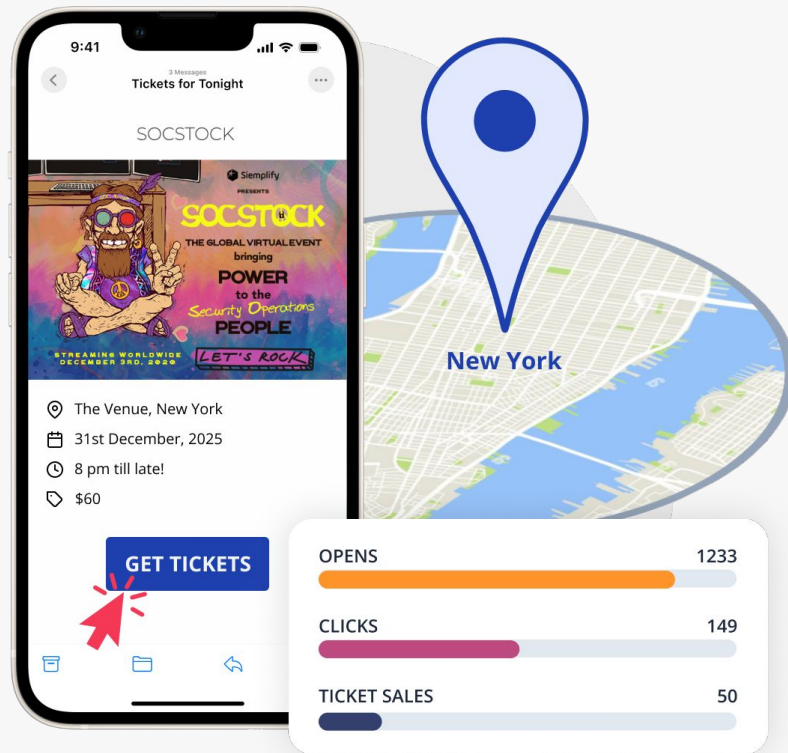 9:41
3 Messages
Tickets for Tonight
SOCSTOCK
Siemplify
PRESENTS
SOCSTOCK
THE GLOBAL VIRTUAL EVENT
bringing
POWER
to the
Security Operations
PEOPLE
STREAMING WORLDWIDE
DECEMBER 3RD, 2020
LET'S ROCK
The Venue, New York
31st December, 2025
8 pm till late!
$60
GET TICKETS
New York
OPENS 1233
CLICKS 149
TICKET SALES 50